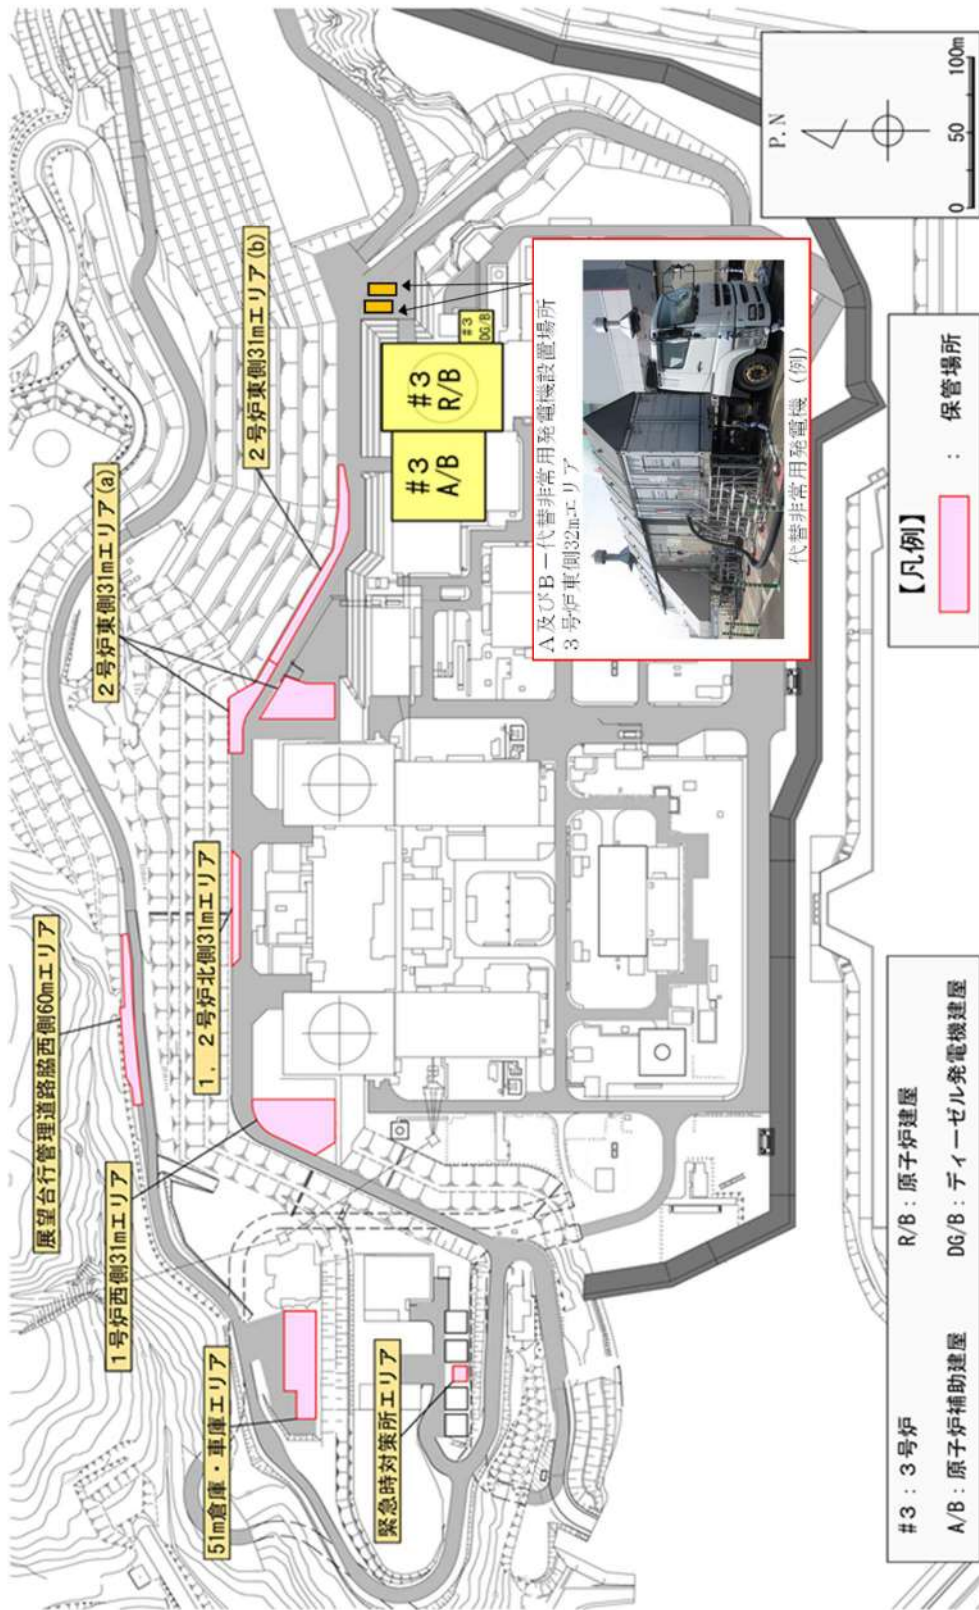 展望台行管理道路脇西側60mエリア
1号炉西側31mエリア
51m倉庫・車庫エリア
緊急時対策所エリア
1，2号炉北側31mエリア
2号炉東側31mエリア(a)
2号炉東側31mエリア(b)
#3
A/B
#3
R/B
#3
DG/B
A及びB－代替非常用発電機設置場所
3号炉東側32mエリア
代替非常用発電機（例）
P.N
0 50 100m
【凡例】
： 保管場所
#3：3号炉 R/B：原子炉建屋
A/B：原子炉補助建屋 DG/B：ディーゼル発電機建屋